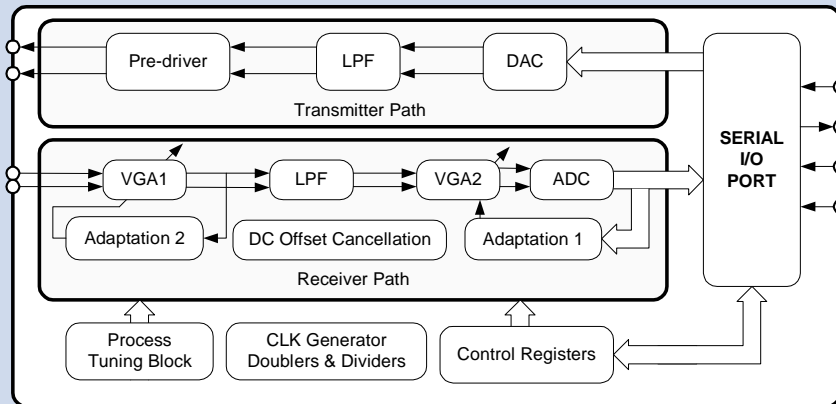 Pre-driver
LPF
DAC
Transmitter Path
SERIAL
I/O
PORT
VGA1
LPF
VGA2
ADC
Adaptation 2
DC Offset Cancellation
Adaptation 1
Receiver Path
Process
Tuning Block
CLK Generator
Doublers & Dividers
Control Registers